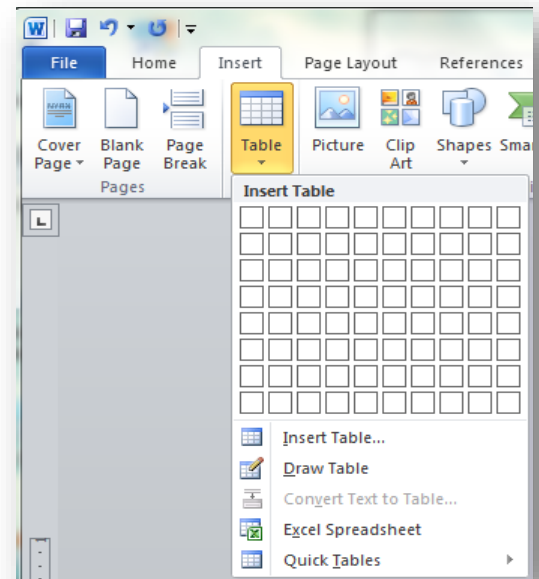 W
File Home Insert Page Layout References
Cover Page Blank Page Page Break Table Picture Clip Art Shapes
Pages
Insert Table
Insert Table...
Draw Table
Convert Text to Table...
Excel Spreadsheet
Quick Tables